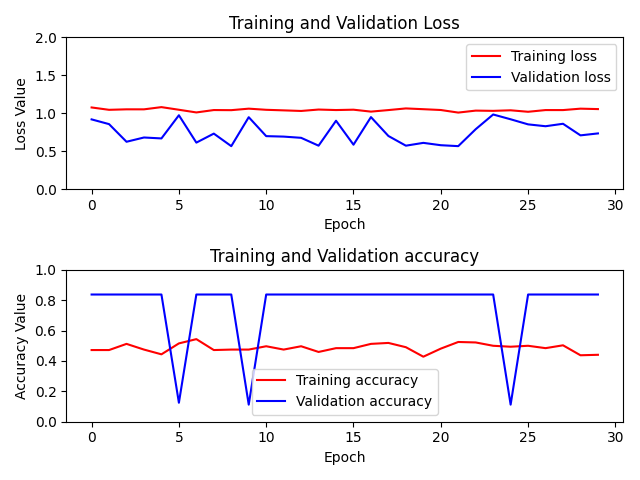 Training and Validation Loss
Loss Value
2.0
1.5
1.0
0.5
0.0
Training loss
Validation loss
0 5 10 15 20 25 30
Epoch
Training and Validation accuracy
Accuracy Value
1.0
0.8
0.6
0.4
0.2
0.0
Training accuracy
Validation accuracy
0 5 10 15 20 25 30
Epoch